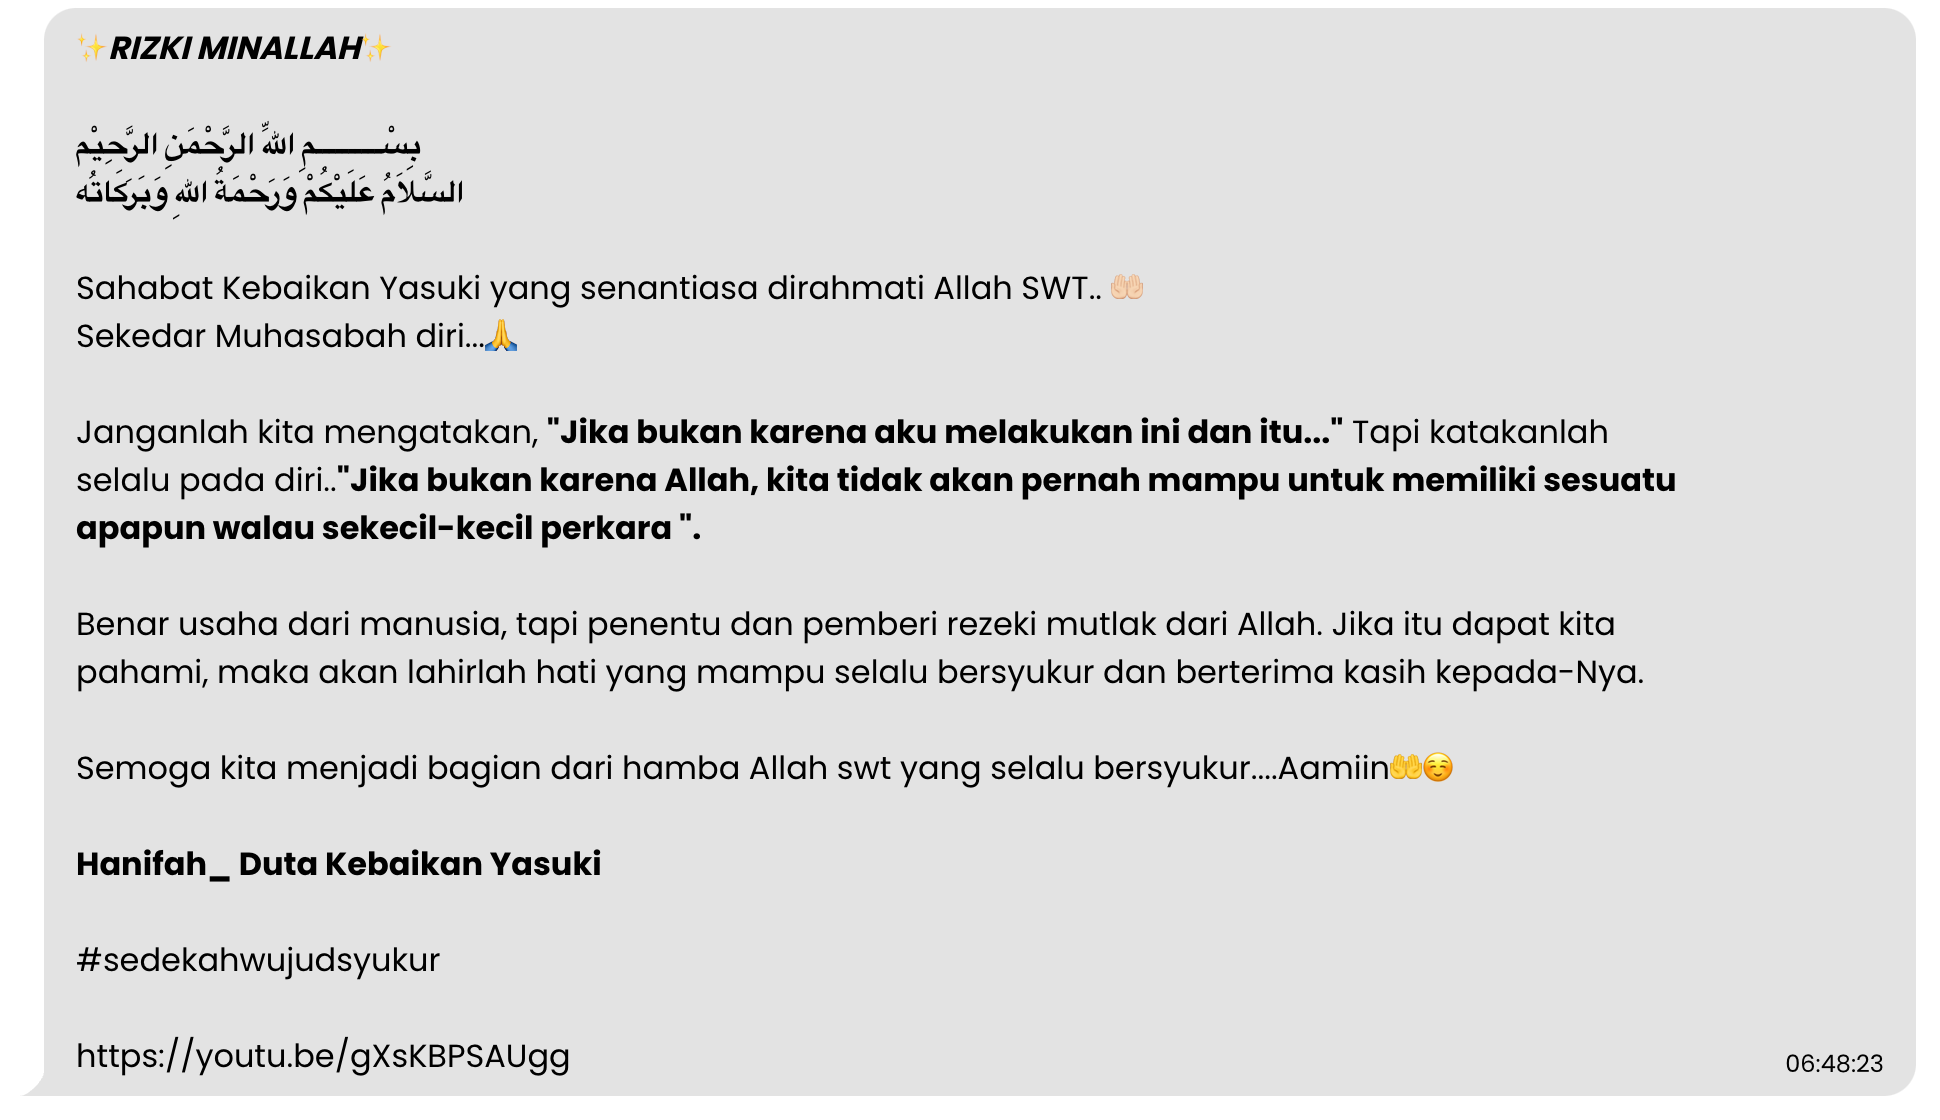 ✨RIZKI MINALLAH✨
بِسْـــــــــمِ اللهِّ الرَّحْمَنِ الرَّحِيْم
السَّلاَمُ عَلَيْكُمْ وَرَحْمَةُ اللهِ وَبَرَكَاتُه
Sahabat Kebaikan Yasuki yang senantiasa dirahmati Allah SWT.. 🤲🏻
Sekedar Muhasabah diri...🙏
Janganlah kita mengatakan, "Jika bukan karena aku melakukan ini dan itu..." Tapi katakanlah
selalu pada diri.."Jika bukan karena Allah, kita tidak akan pernah mampu untuk memiliki sesuatu
apapun walau sekecil-kecil perkara ".
Benar usaha dari manusia, tapi penentu dan pemberi rezeki mutlak dari Allah. Jika itu dapat kita
pahami, maka akan lahirlah hati yang mampu selalu bersyukur dan berterima kasih kepada-Nya.
Semoga kita menjadi bagian dari hamba Allah swt yang selalu bersyukur....Aamiin🤲☺️
Hanifah_ Duta Kebaikan Yasuki
#sedekahwujudsyukur
https://youtu.be/gXsKBPSAUgg
06:48:23